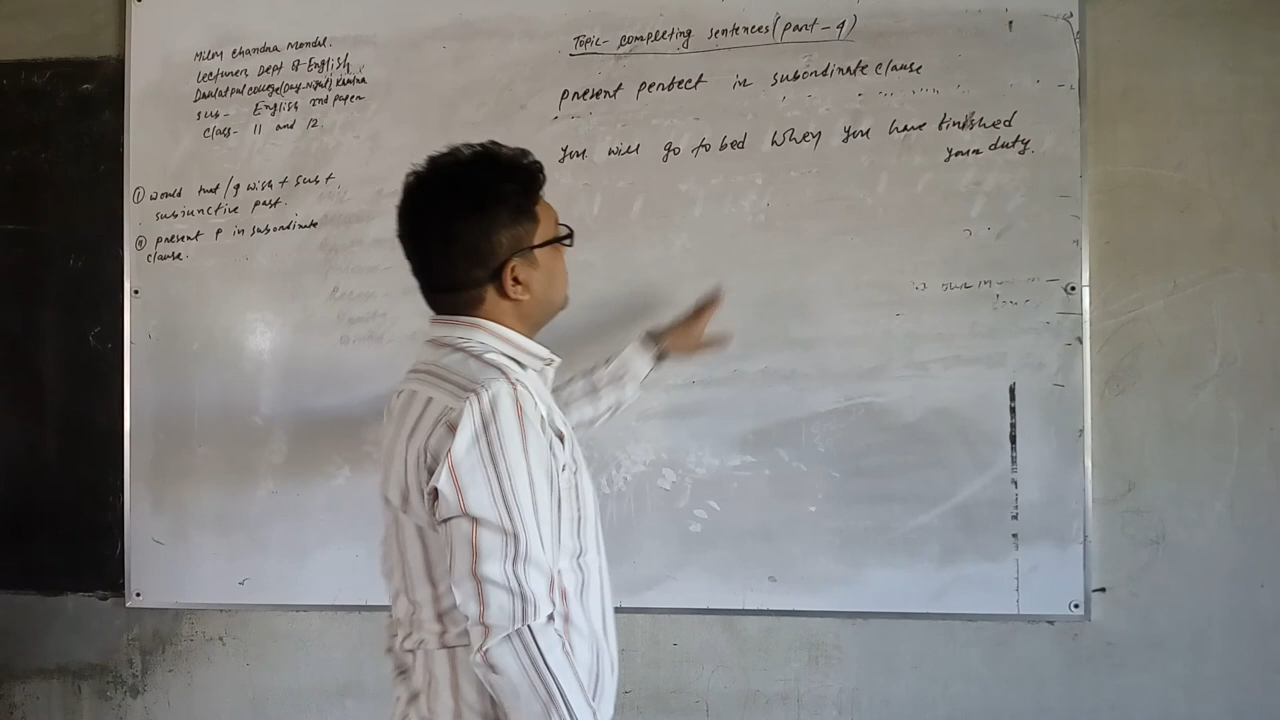 Milon Chandra Mondal.
Lecturer, Dept of English
Daulatpur college (Day-Night), Khulna
sub- English 2nd paper
class- 11 and 12.
① would that / I wish + sub +
subjunctive past.
② present p in subordinate
clause.
Topic- completing sentences (part-4)
present perfect in subordinate clause
You will go to bed when you have finished
your duty.